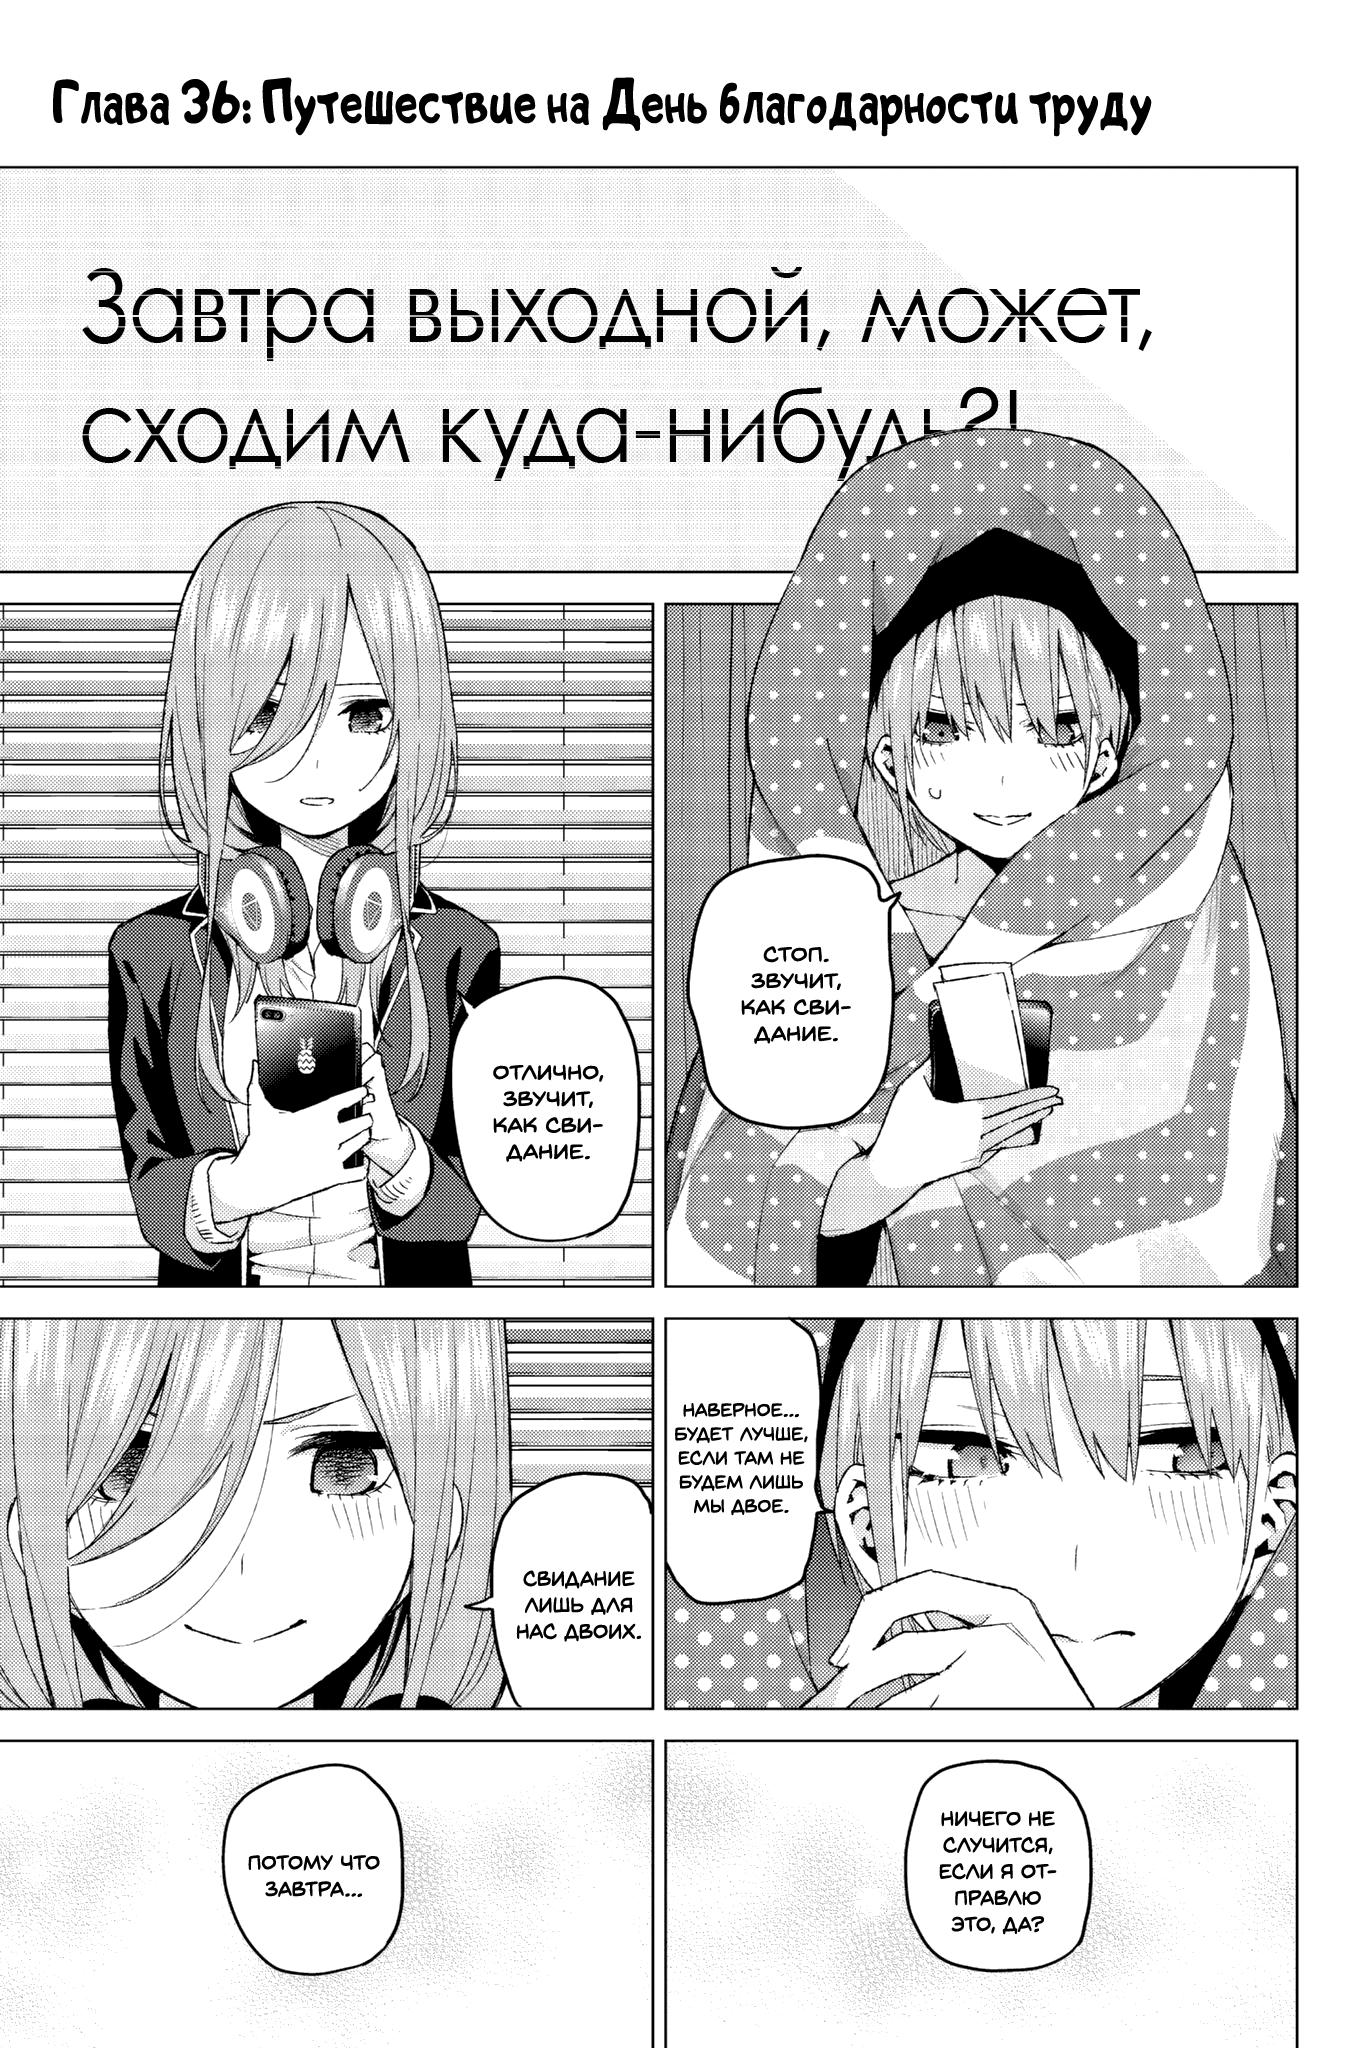 Глава 36: Путешествие на День благодарности труду
Завтра выходной, может,
сходим куда-нибудь?!
СТОП.
ЗВУЧИТ,
КАК СВИ-
ДАНИЕ.
ОТЛИЧНО,
ЗВУЧИТ,
КАК СВИ-
ДАНИЕ.
НАВЕРНОЕ...
БУДЕТ ЛУЧШЕ,
ЕСЛИ ТАМ НЕ
БУДЕМ ЛИШЬ
МЫ ДВОЕ.
СВИДАНИЕ
ЛИШЬ ДЛЯ
НАС ДВОИХ.
НИЧЕГО НЕ
СЛУЧИТСЯ,
ЕСЛИ Я ОТ-
ПРАВЛЮ
ЭТО, ДА?
ПОТОМУ ЧТО
ЗАВТРА...